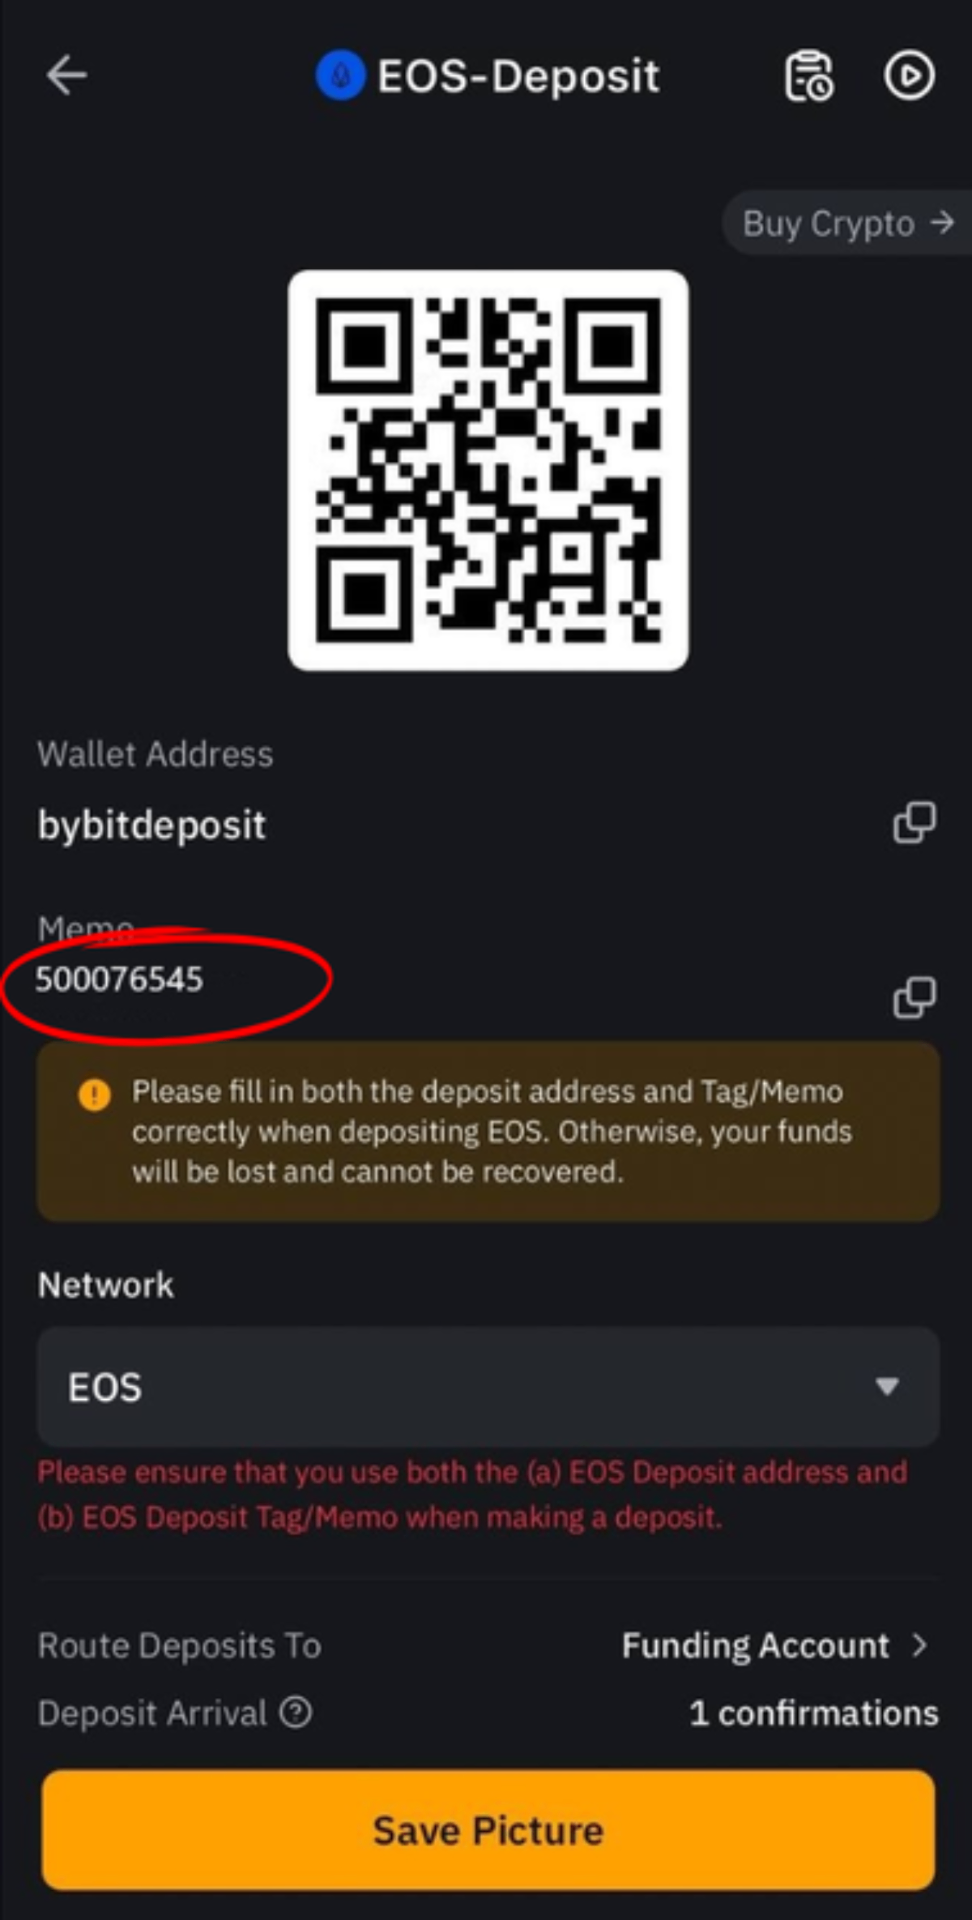 EOS-Deposit
Buy Crypto →
Wallet Address
bybitdeposit
Memo
500076545
Please fill in both the deposit address and Tag/Memo
correctly when depositing EOS. Otherwise, your funds
will be lost and cannot be recovered.
Network
EOS
Please ensure that you use both the (a) EOS Deposit address and
(b) EOS Deposit Tag/Memo when making a deposit.
Route Deposits To Funding Account >
Deposit Arrival 1 confirmations
Save Picture